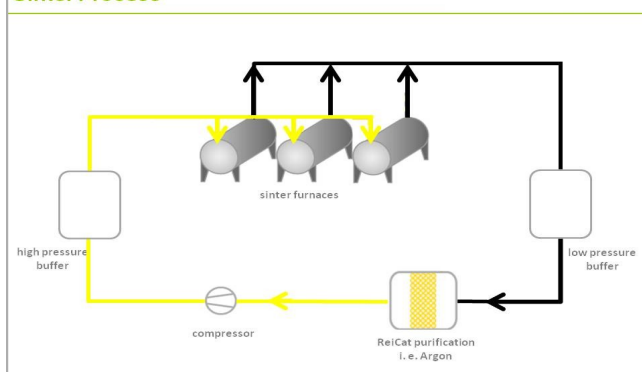 sinter furnaces
high pressure
buffer
low pressure
buffer
compressor
ReiCat purification
i. e. Argon